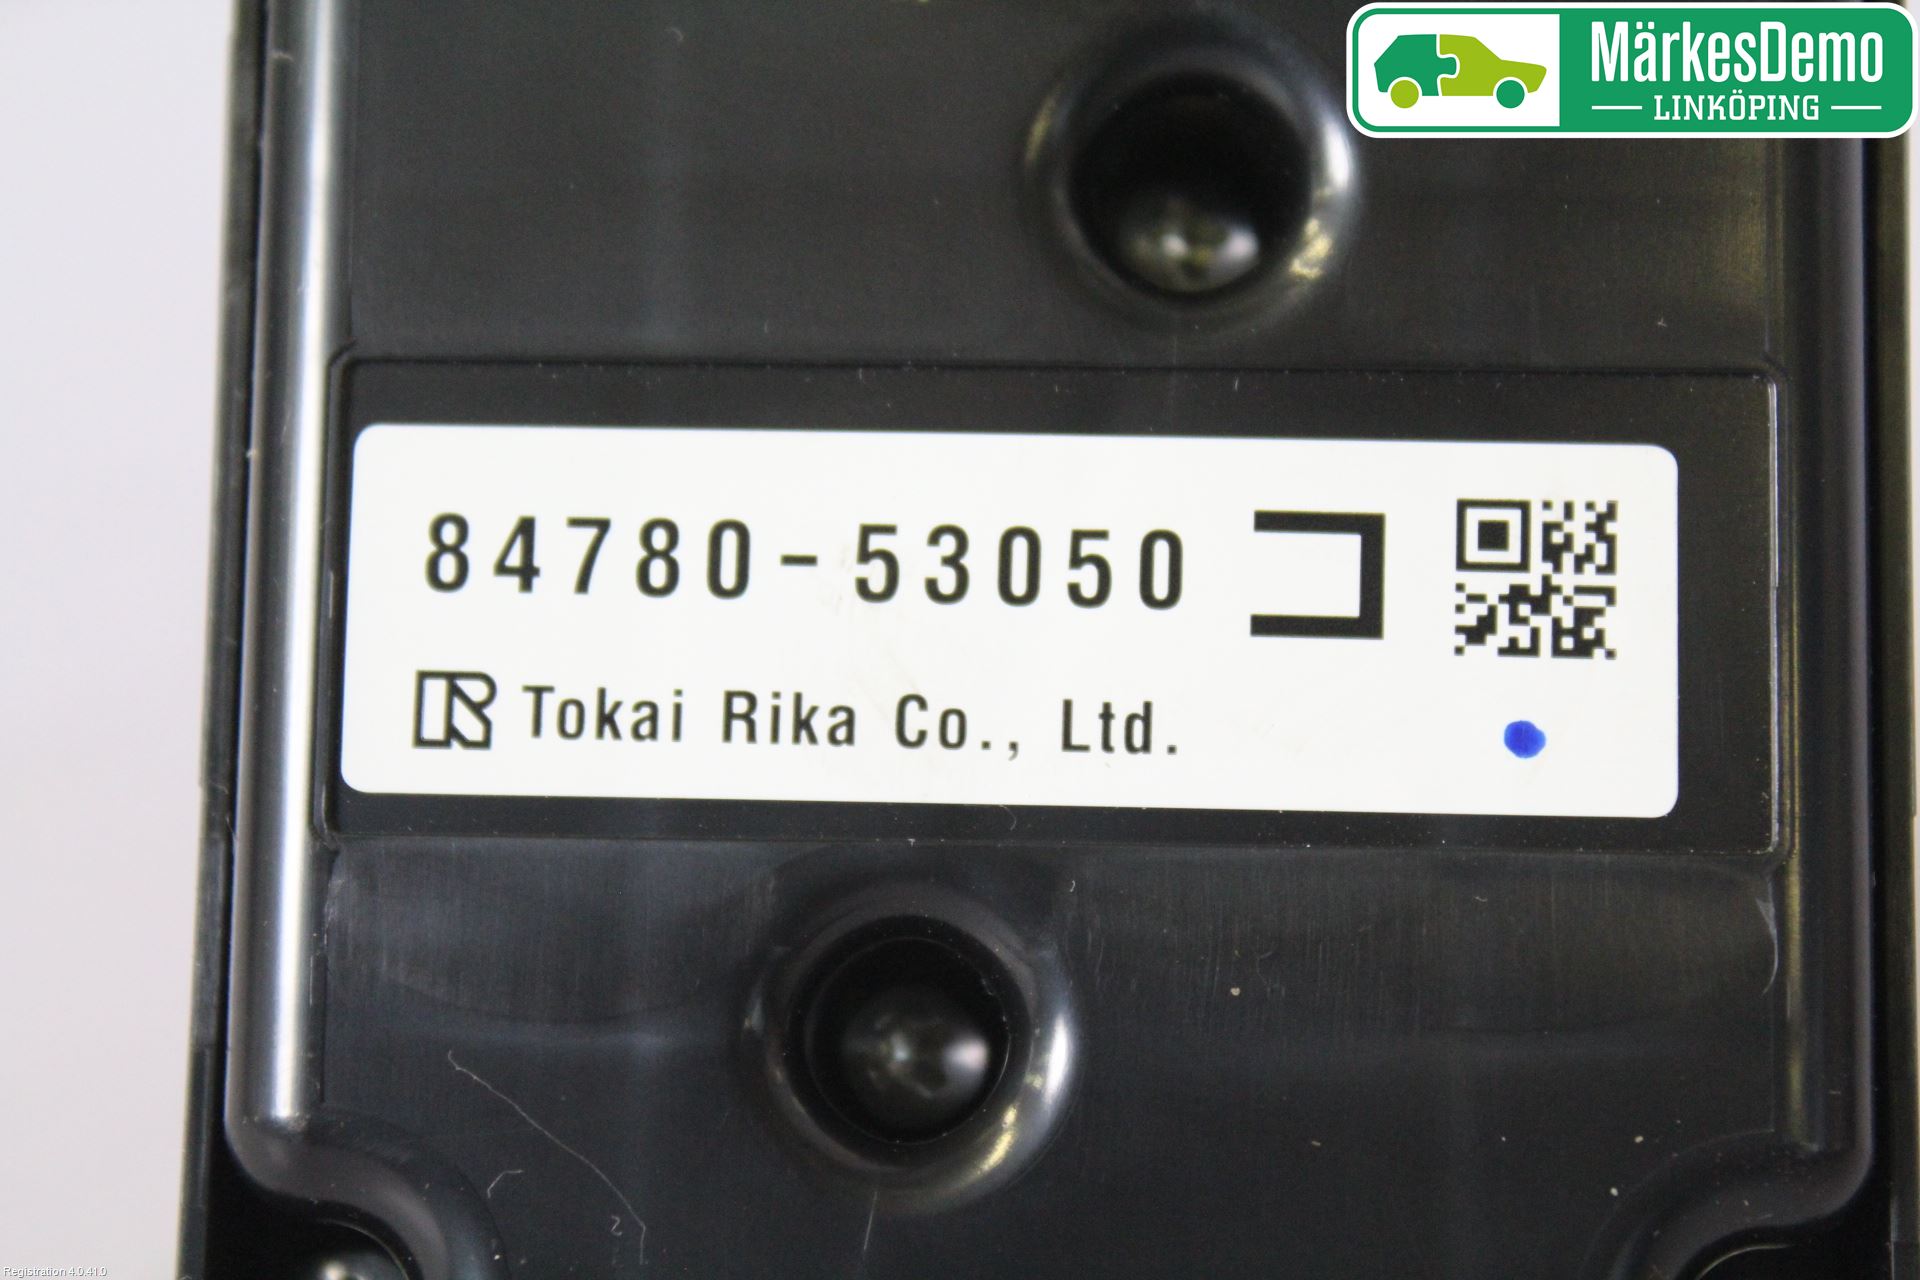 MärkesDemo
LINKÖPING
84780-53050
Tokai Rika Co., Ltd.
Registration 4.0.41.0